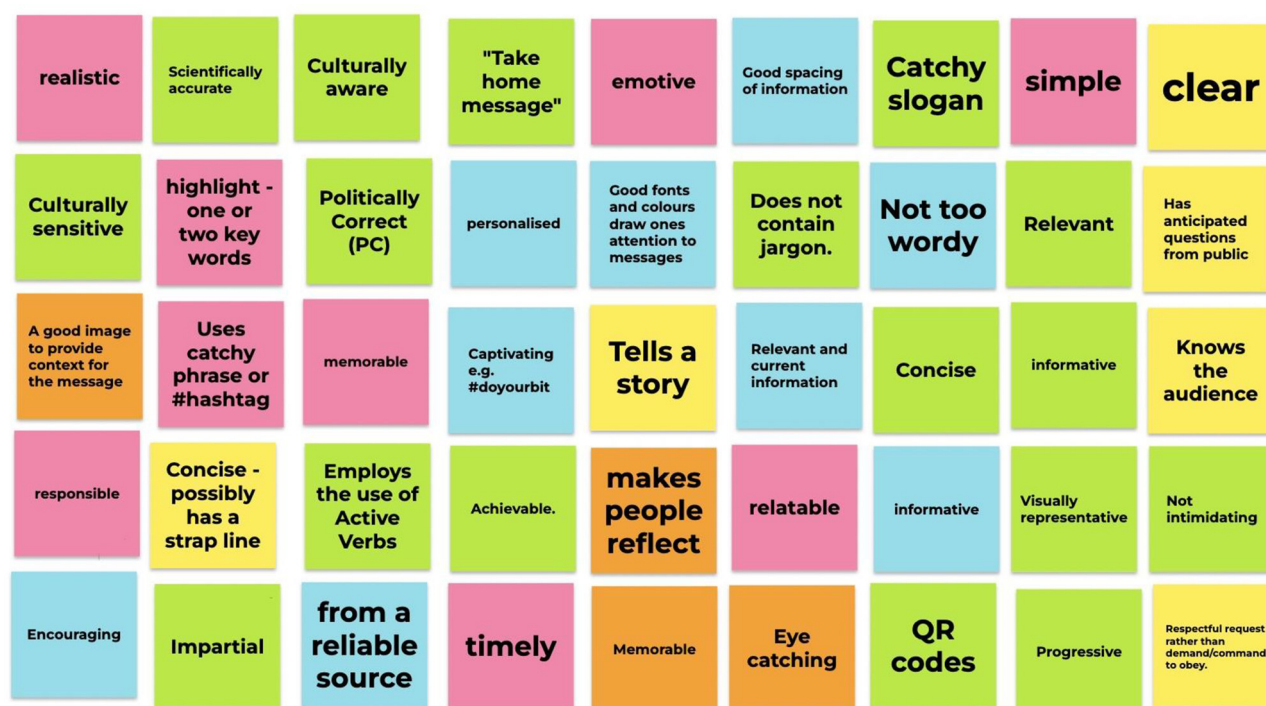 realistic
Scientifically
accurate
Culturally
aware
"Take
home
message"
emotive
Good spacing
of information
Catchy
slogan
simple
clear
Culturally
sensitive
highlight -
one or
two key
words
Politically
Correct
(PC)
personalised
Good fonts
and colours
draw ones
attention to
messages
Does not
contain
jargon.
Not too
wordy
Relevant
Has
anticipated
questions
from public
A good image
to provide
context for
the message
Uses
catchy
phrase or
#hashtag
memorable
Captivating
e.g.
#doyourbit
Tells a
story
Relevant and
current
information
Concise
informative
Knows
the
audience
responsible
Concise -
possibly
has a
strap line
Employs
the use of
Active
Verbs
Achievable.
makes
people
reflect
relatable
informative
Visually
representative
Not
intimidating
Encouraging
Impartial
from a
reliable
source
timely
Memorable
Eye
catching
QR
codes
Progressive
Respectful request
rather than
demand/command
to obey.